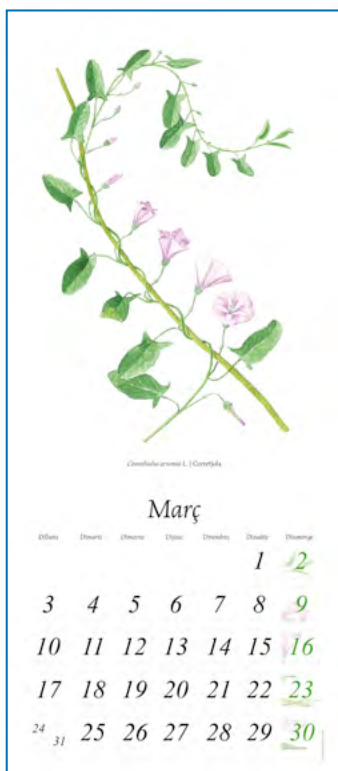 Convolvulus arvensis L. | Corretjola
Març
Dilluns Dimarts Dimecres Dijous Divendres Dissabte Diumenge
1 2
3 4 5 6 7 8 9
10 11 12 13 14 15 16
17 18 19 20 21 22 23
24 31 25 26 27 28 29 30